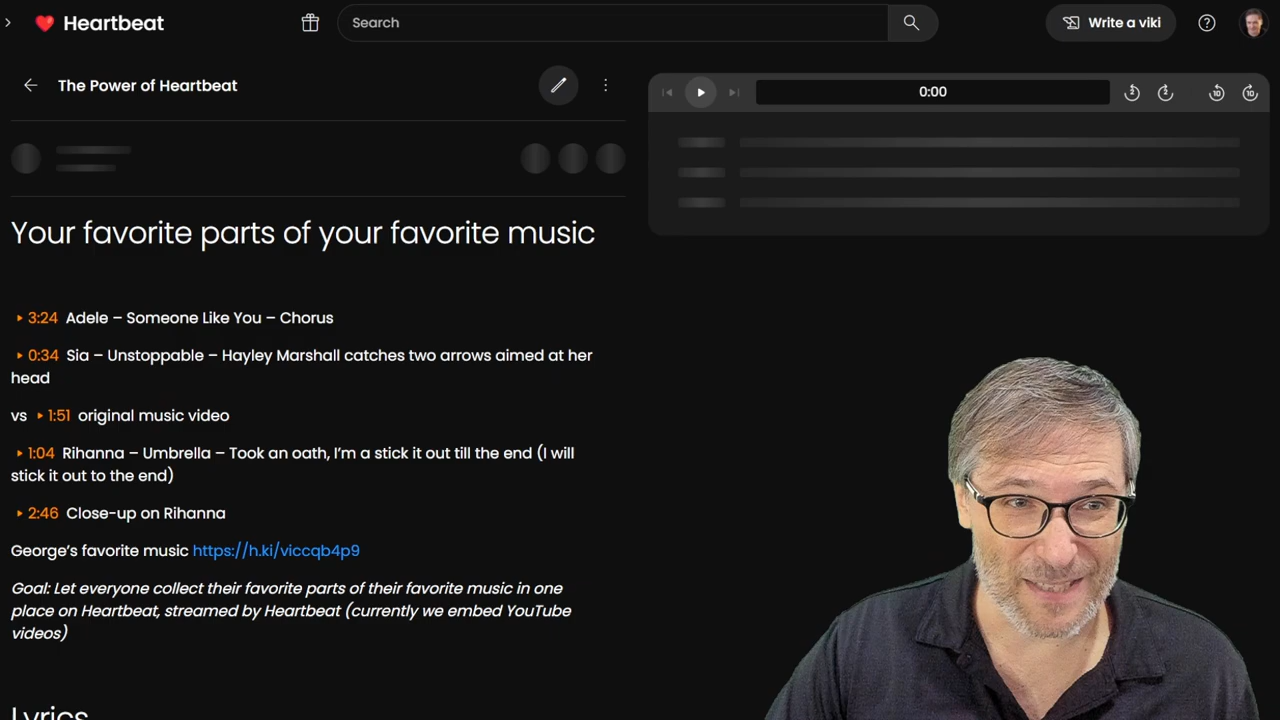 Heartbeat
Search
Write a viki
The Power of Heartbeat
0:00
2
2
10
10
Your favorite parts of your favorite music
3:24 Adele – Someone Like You – Chorus
0:34 Sia – Unstoppable – Hayley Marshall catches two arrows aimed at her
head
vs 1:51 original music video
1:04 Rihanna – Umbrella – Took an oath, I’m a stick it out till the end (I will
stick it out to the end)
2:46 Close-up on Rihanna
George’s favorite music https://h.ki/viccqb4p9
Goal: Let everyone collect their favorite parts of their favorite music in one
place on Heartbeat, streamed by Heartbeat (currently we embed YouTube
videos)
Lyrics